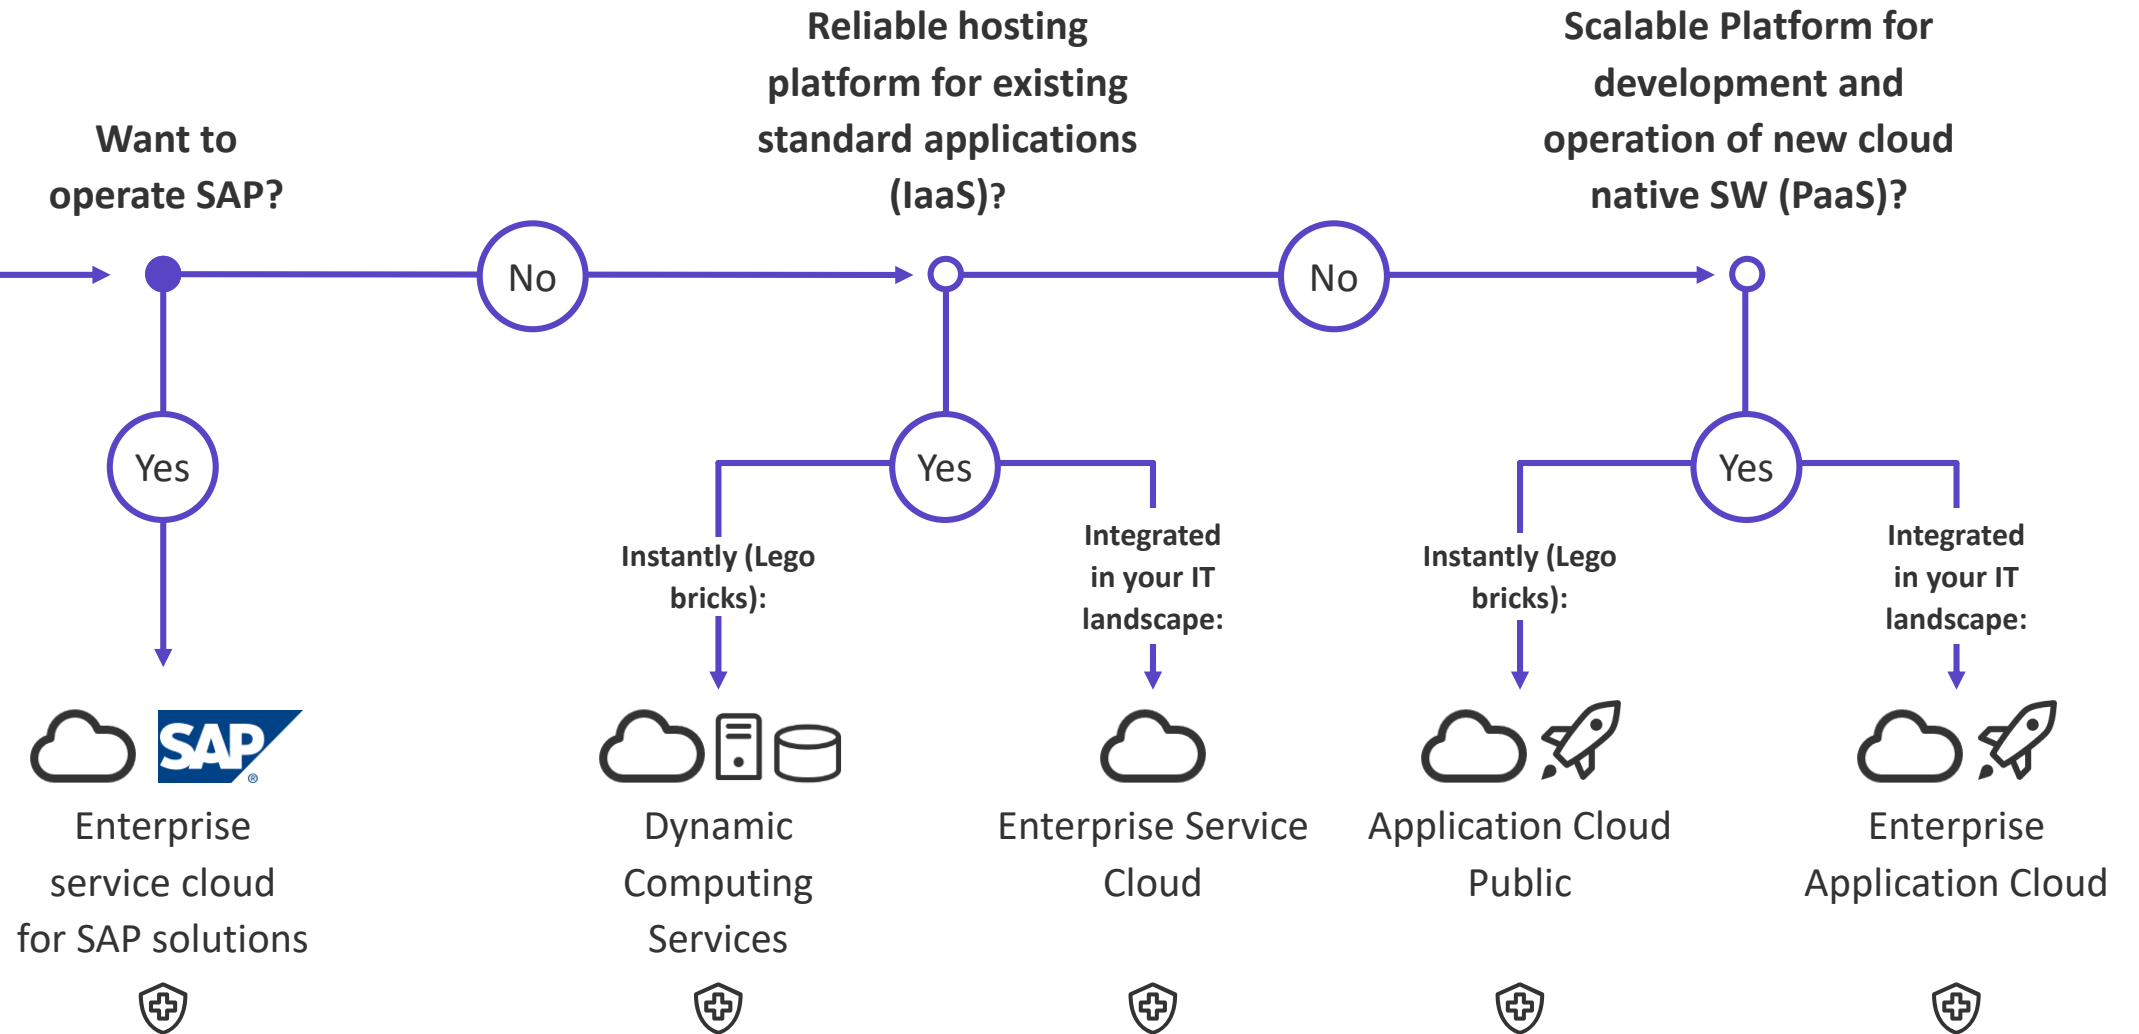 Want to
operate SAP?
Reliable hosting
platform for existing
standard applications
(IaaS)?
Scalable Platform for
development and
operation of new cloud
native SW (PaaS)?
No
No
Yes
Yes
Yes
Instantly (Lego
bricks):
Integrated
in your IT
landscape:
Instantly (Lego
bricks):
Integrated
in your IT
landscape:
SAP®
Enterprise
service cloud
for SAP solutions
Dynamic
Computing
Services
Enterprise Service
Cloud
Application Cloud
Public
Enterprise
Application Cloud